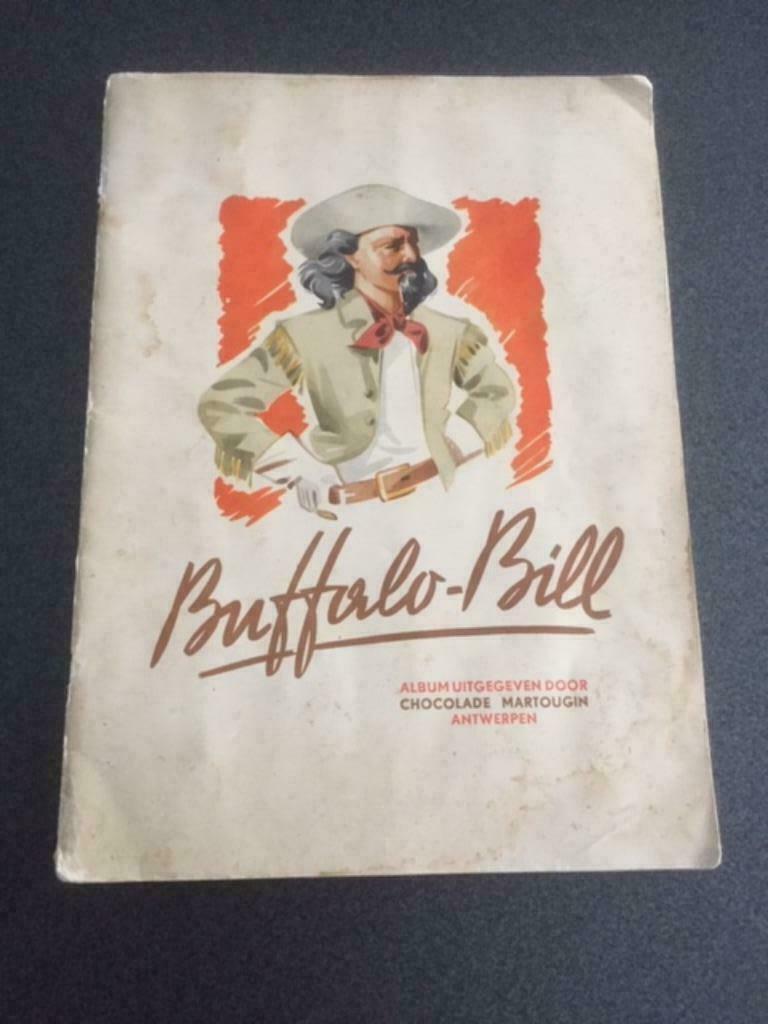 Buffalo-Bill
ALBUM UITGEGEVEN DOOR
CHOCOLADE MARTOUGIN
ANTWERPEN